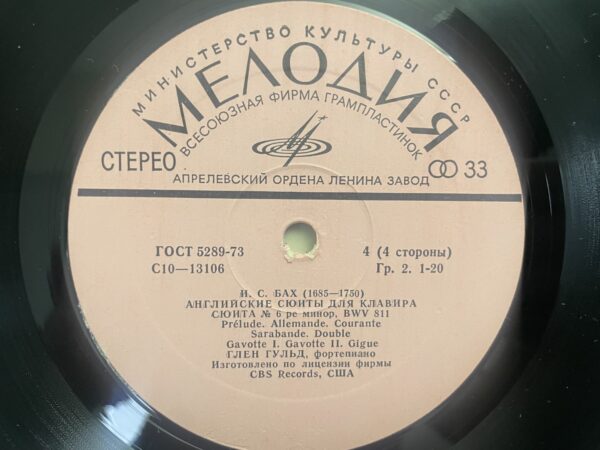 МИНИСТЕРСТВО КУЛЬТУРЫ СССР
МЕЛОДИЯ
ВСЕСОЮЗНАЯ ФИРМА ГРАМПЛАСТИНОК
СТЕРЕО
33
АПРЕЛЕВСКИЙ ОРДЕНА ЛЕНИНА ЗАВОД
ГОСТ 5289-73
4 (4 стороны)
С10—13106
Гр. 2. 1-20
И. С. БАХ (1685—1750)
АНГЛИЙСКИЕ СЮИТЫ ДЛЯ КЛАВИРА
СЮИТА № 6 ре минор, BWV 811
Prélude. Allemande. Courante
Sarabande. Double
Gavotte I. Gavotte II. Gigue
ГЛЕН ГУЛЬД, фортепиано
Изготовлено по лицензии фирмы
CBS Records, США